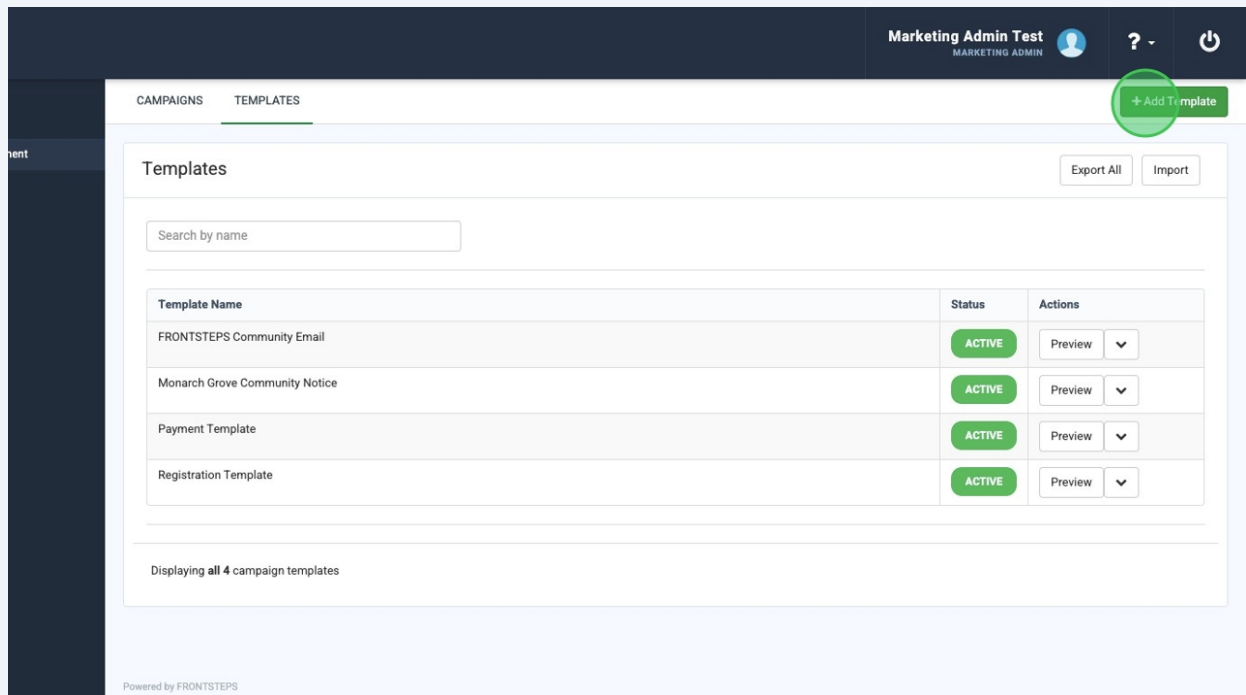 Marketing Admin Test
MARKETING ADMIN
?
CAMPAIGNS TEMPLATES
+ Add Template
Templates
Export All Import
Search by name
Template Name Status Actions
FRONTSTEPS Community Email ACTIVE Preview
Monarch Grove Community Notice ACTIVE Preview
Payment Template ACTIVE Preview
Registration Template ACTIVE Preview
Displaying all 4 campaign templates
Powered by FRONTSTEPS